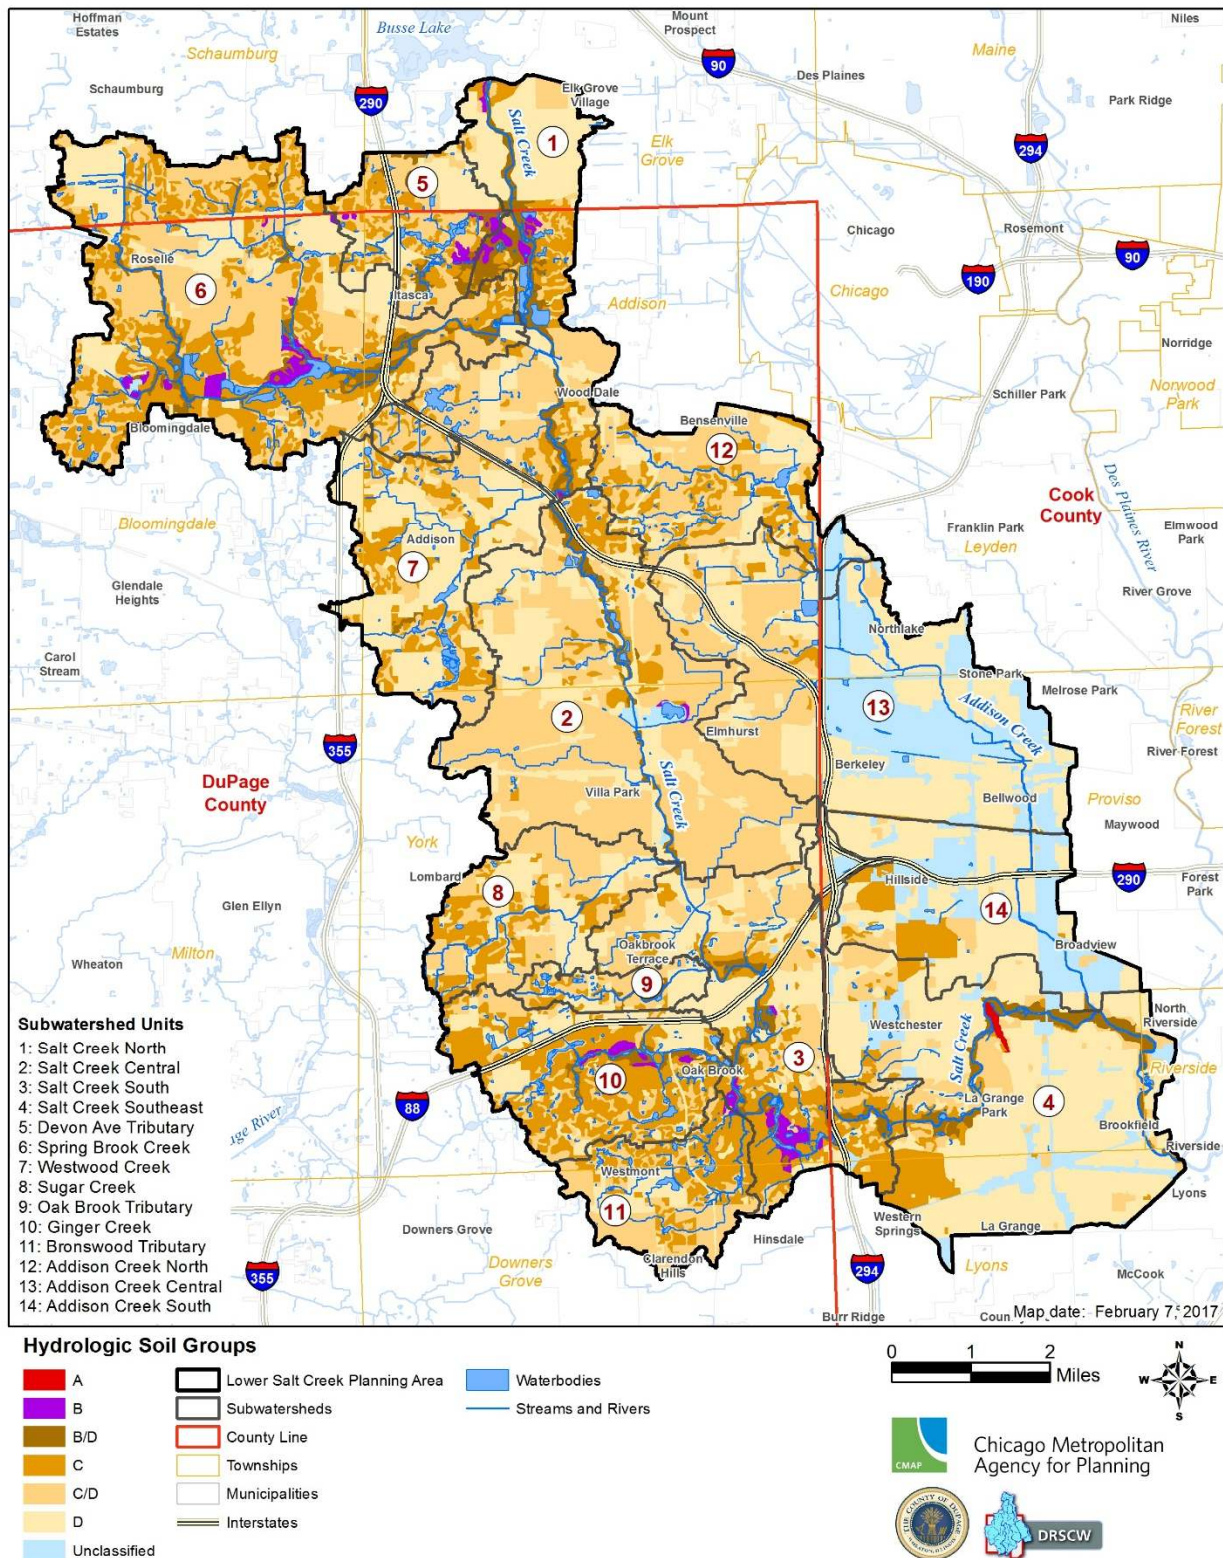 Hoffman
Estates
Busse Lake
Mount
Prospect
Niles
Schaumburg
Maine
90
Des Plaines
Schaumburg
290
Elk Grove
Village
Park Ridge
Salt Creek
1
Elk
Grove
294
5
Chicago
Rosemont
90
Roselle
6
Itasca
Addison
Chicago
190
Norridge
Wood Dale
Schiller Park
Norwood
Park
Bloomingdale
Bensenville
12
Des Plaines River
Cook
County
Bloomingdale
Addison
Franklin Park
Leyden
Elmwood
Park
7
Glendale
Heights
River Grove
Northlake
Carol
Stream
Stone Park
Melrose Park
13
Addison Creek
River
Forest
2
355
Elmhurst
River Forest
Berkeley
DuPage
County
Salt Creek
Villa Park
Bellwood
Proviso
Maywood
York
Lombard
8
Hillside
290
Forest
Park
Glen Ellyn
14
Milton
Wheaton
Oakbrook
Terrace
Broadview
9
Subwatershed Units
1: Salt Creek North
2: Salt Creek Central
3: Salt Creek South
4: Salt Creek Southeast
5: Devon Ave Tributary
6: Spring Brook Creek
7: Westwood Creek
8: Sugar Creek
9: Oak Brook Tributary
10: Ginger Creek
11: Bronswood Tributary
12: Addison Creek North
13: Addison Creek Central
14: Addison Creek South
North
Riverside
Westchester
Salt Creek
3
Oak Brook
10
Riverside
88
La Grange
Park
4
Brookfield
Riverside
Westmont
11
Lyons
Western
Springs
La Grange
Downers Grove
Hinsdale
Downers
Grove
Clarendon
Hills
355
294
Lyons
McCook
Burr Ridge
Map date: February 7, 2017
Hydrologic Soil Groups
A
B
B/D
C
C/D
D
Unclassified
Lower Salt Creek Planning Area
Subwatersheds
County Line
Townships
Municipalities
Interstates
Waterbodies
Streams and Rivers
0 1 2
Miles
N
W E
S
CMAP
Chicago Metropolitan
Agency for Planning
THE COUNTY OF DUPAGE
DRSCW